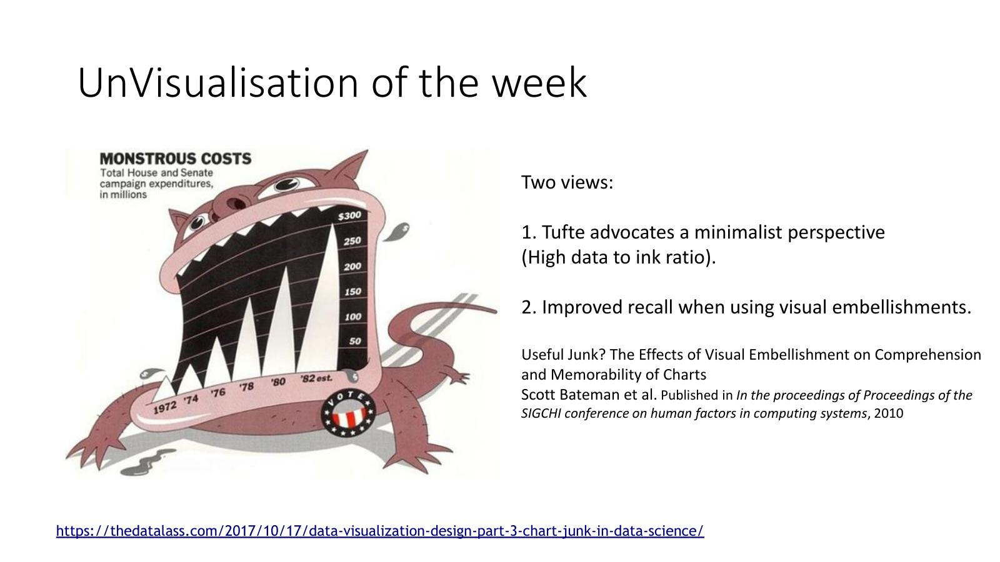 UnVisualisation of the week
MONSTROUS COSTS
Total House and Senate
campaign expenditures,
in millions
$300
250
200
150
100
50
1972 '74 '76 '78 '80 '82 est.
$
$
$
VOTE
Two views:
1. Tufte advocates a minimalist perspective
(High data to ink ratio).
2. Improved recall when using visual embellishments.
Useful Junk? The Effects of Visual Embellishment on Comprehension
and Memorability of Charts
Scott Bateman et al. Published in In the proceedings of Proceedings of the
SIGCHI conference on human factors in computing systems, 2010
https://thedatalass.com/2017/10/17/data-visualization-design-part-3-chart-junk-in-data-science/